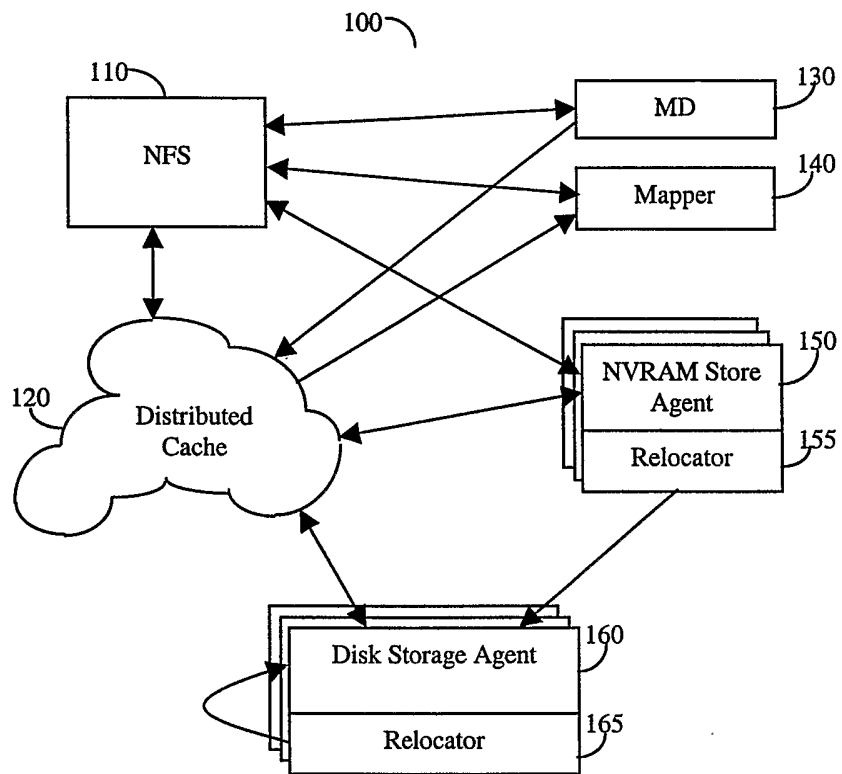 100
110
NFS
130
MD
140
Mapper
150
NVRAM Store
Agent
155
Relocator
120
Distributed
Cache
160
Disk Storage Agent
165
Relocator